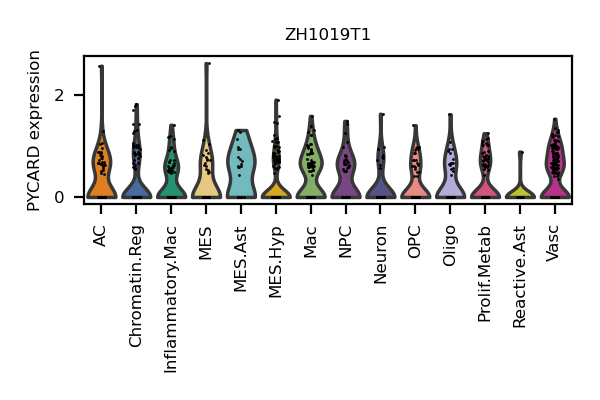 ZH1019T1
PYCARD expression
2
0
AC
Chromatin.Reg
Inflammatory.Mac
MES
MES.Ast
MES.Hyp
Mac
NPC
Neuron
OPC
Oligo
Prolif.Metab
Reactive.Ast
Vasc